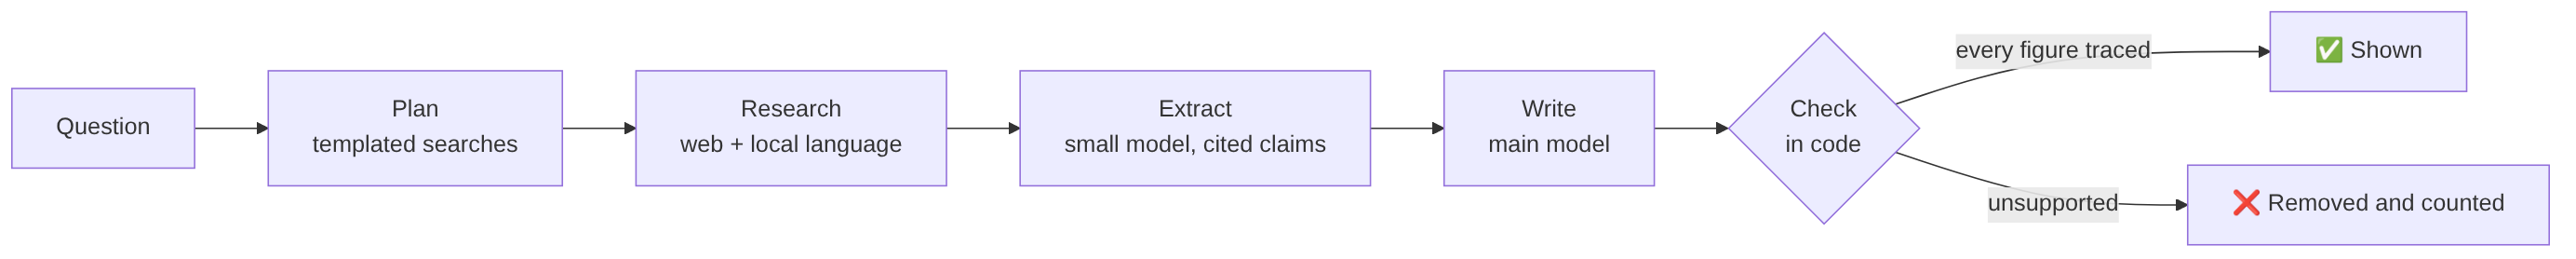 Question
Plan
templated searches
Research
web + local language
Extract
small model, cited claims
Write
main model
Check
in code
every figure traced
✅ Shown
unsupported
❌ Removed and counted